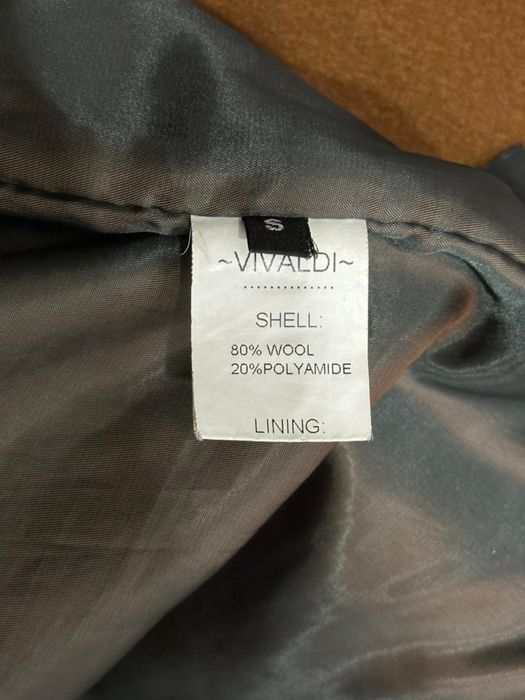 S
~VIVALDI~
..............
SHELL:
80% WOOL
20%POLYAMIDE
LINING: